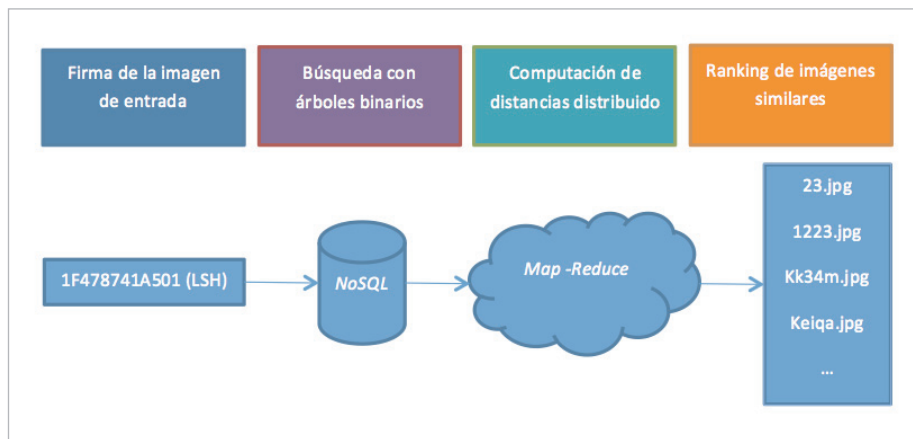 Firma de la imagen
de entrada
Búsqueda con
árboles binarios
Computación de
distancias distribuido
Ranking de imágenes
similares
1F478741A501 (LSH)
NoSQL
Map -Reduce
23.jpg
1223.jpg
Kk34m.jpg
Keiqa.jpg
...